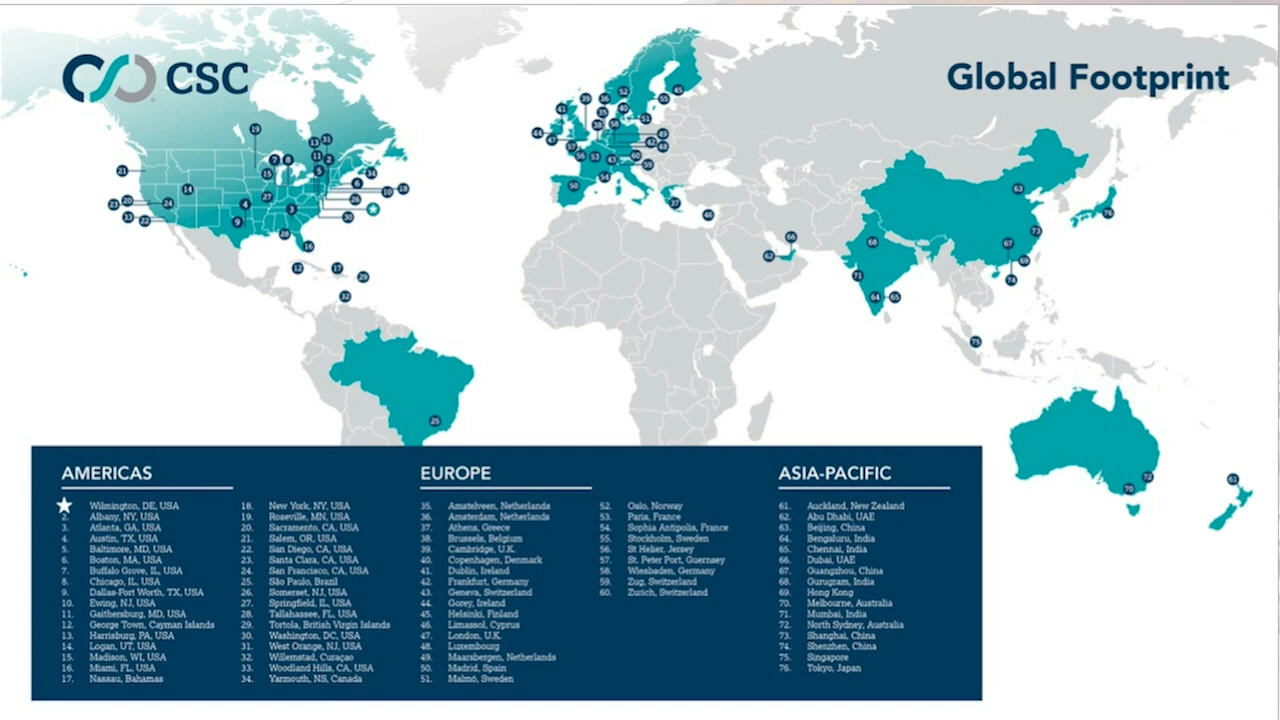 CSC
Global Footprint
AMERICAS
Wilmington, DE, USA
2. Albany, NY, USA
3. Atlanta, GA, USA
4. Austin, TX, USA
5. Baltimore, MD, USA
6. Boston, MA, USA
7. Buffalo Grove, IL, USA
8. Chicago, IL, USA
9. Dallas-Fort Worth, TX, USA
10. Ewing, NJ, USA
11. Gaithersburg, MD, USA
12. George Town, Cayman Islands
13. Harrisburg, PA, USA
14. Logan, UT, USA
15. Madison, WI, USA
16. Miami, FL, USA
17. Nassau, Bahamas
18. New York, NY, USA
19. Roseville, MN, USA
20. Sacramento, CA, USA
21. Salem, OR, USA
22. San Diego, CA, USA
23. Santa Clara, CA, USA
24. San Francisco, CA, USA
25. São Paulo, Brazil
26. Somerset, NJ, USA
27. Springfield, IL, USA
28. Tallahassee, FL, USA
29. Tortola, British Virgin Islands
30. Washington, DC, USA
31. West Orange, NJ, USA
32. Willemstad, Curaçao
33. Woodland Hills, CA, USA
34. Yarmouth, NS, Canada
EUROPE
35. Amstelveen, Netherlands
36. Amsterdam, Netherlands
37. Athens, Greece
38. Brussels, Belgium
39. Cambridge, U.K.
40. Copenhagen, Denmark
41. Dublin, Ireland
42. Frankfurt, Germany
43. Geneva, Switzerland
44. Gorey, Ireland
45. Helsinki, Finland
46. Limassol, Cyprus
47. London, U.K.
48. Luxembourg
49. Maarsbergen, Netherlands
50. Madrid, Spain
51. Malmö, Sweden
52. Oslo, Norway
53. Paris, France
54. Sophia Antipolis, France
55. Stockholm, Sweden
56. St Helier, Jersey
57. St. Peter Port, Guernsey
58. Wiesbaden, Germany
59. Zug, Switzerland
60. Zurich, Switzerland
ASIA-PACIFIC
61. Auckland, New Zealand
62. Abu Dhabi, UAE
63. Beijing, China
64. Bengaluru, India
65. Chennai, India
66. Dubai, UAE
67. Guangzhou, China
68. Gurugram, India
69. Hong Kong
70. Melbourne, Australia
71. Mumbai, India
72. North Sydney, Australia
73. Shanghai, China
74. Shenzhen, China
75. Singapore
76. Tokyo, Japan